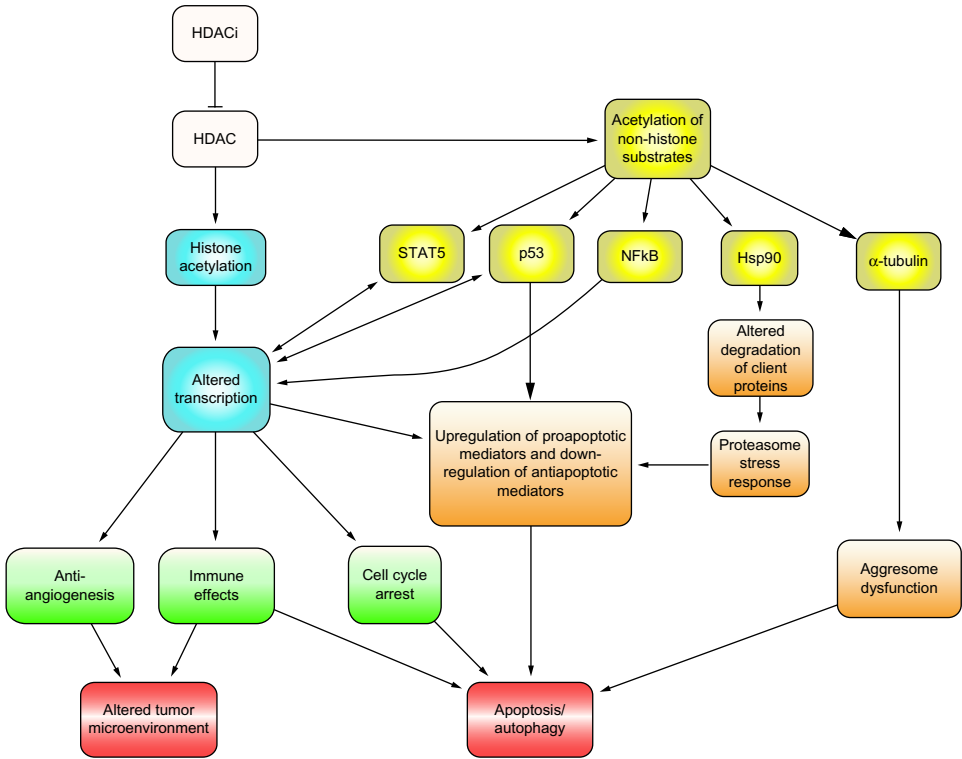 HDACi
HDAC
Acetylation of
non-histone
substrates
Histone
acetylation
STAT5
p53
NFkB
Hsp90
α-tubulin
Altered
degradation
of client
proteins
Altered
transcription
Upregulation of proapoptotic
mediators and down-
regulation of antiapoptotic
mediators
Proteasome
stress
response
Anti-
angiogenesis
Immune
effects
Cell cycle
arrest
Aggresome
dysfunction
Altered tumor
microenvironment
Apoptosis/
autophagy